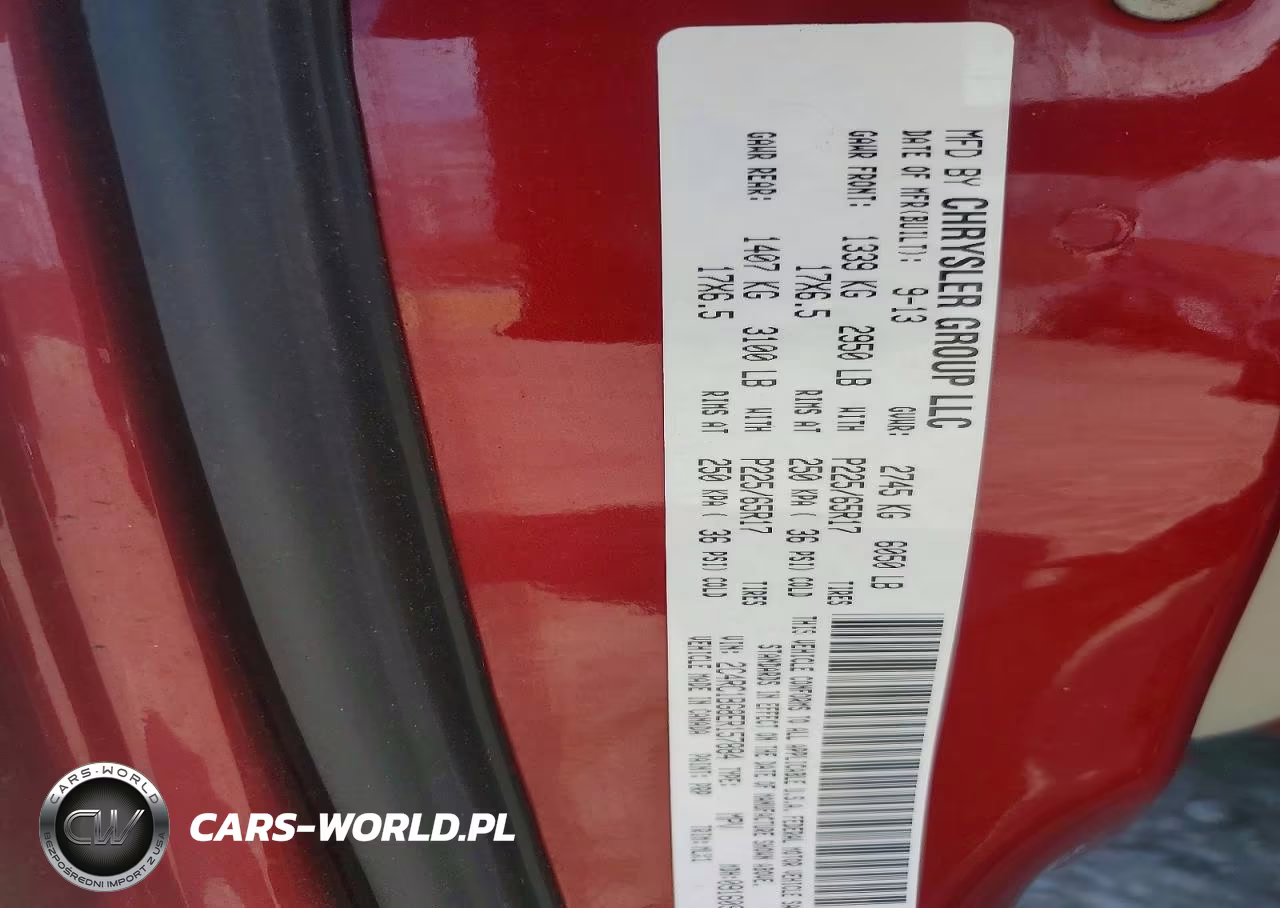 MFD BY CHRYSLER GROUP LLC
DATE OF MFR(BUILT): 9-13 GVWR: 2745 KG 6050 LB
GAWR FRONT: 1339 KG 2950 LB WITH P225/65R17 TIRES
17X6.5 RIMS AT 250 KPA ( 36 PSI) COLD
GAWR REAR: 1407 KG 3100 LB WITH P225/65R17 TIRES
17X6.5 RIMS AT 250 KPA ( 36 PSI) COLD
THIS VEHICLE CONFORMS TO ALL APPLICABLE U.S.A. FEDERAL MOTOR VEHICLE
STANDARDS IN EFFECT ON THE DATE OF MANUFACTURE SHOWN ABOVE.
VIN: TYPE: MPV
VEHICLE MADE IN CANADA PAINT: PRP
CARS-WORLD
CW
BEZPOŚREDNI IMPORT Z USA
CARS-WORLD.PL